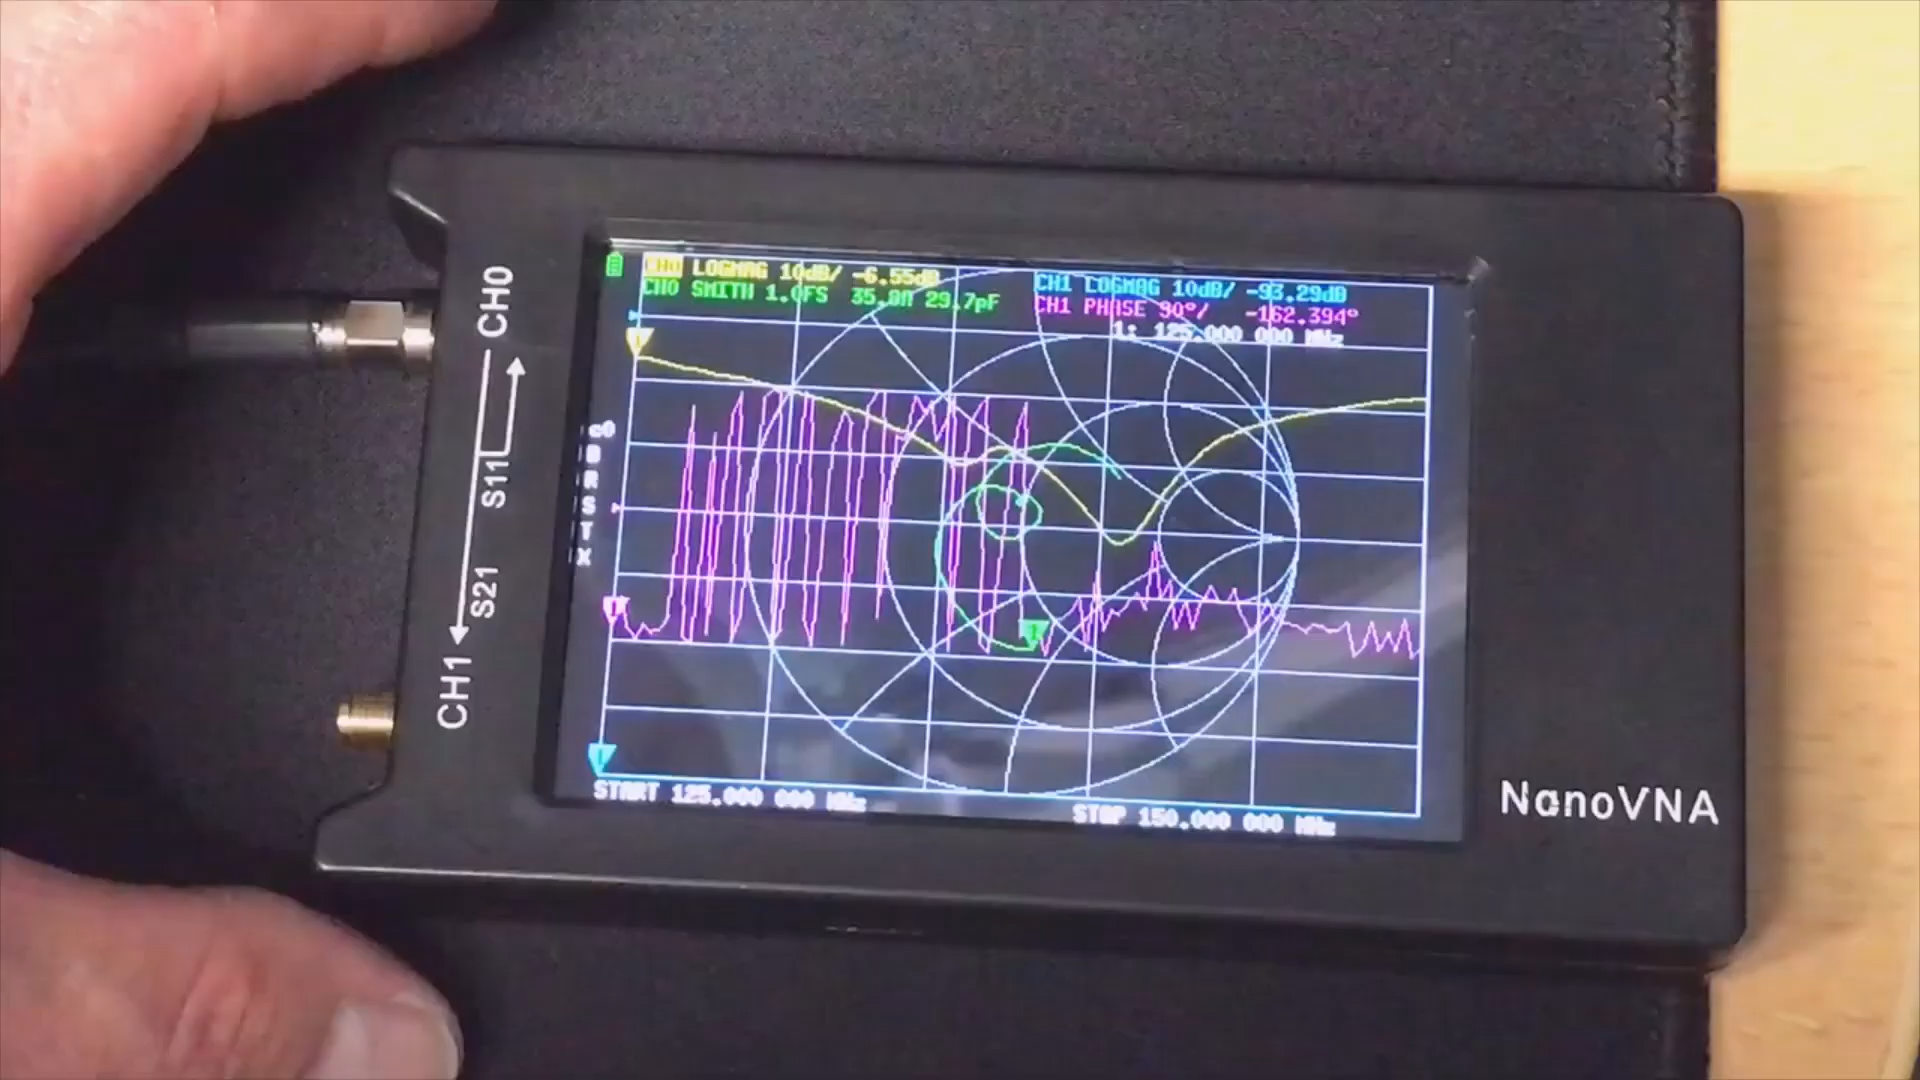 CH0 LOGMAG 10dB/ -6.55dB
CH0 SMITH 1.0FS 35.8Ω 29.7pF
CH1 LOGMAG 10dB/ -93.29dB
CH1 PHASE 90°/ -162.394°
1: 125.000 000 MHz
c0
D
R
S
T
X
START 125.000 000 MHz
STOP 150.000 000 MHz
CH0
S11
S21
CH1
NanoVNA